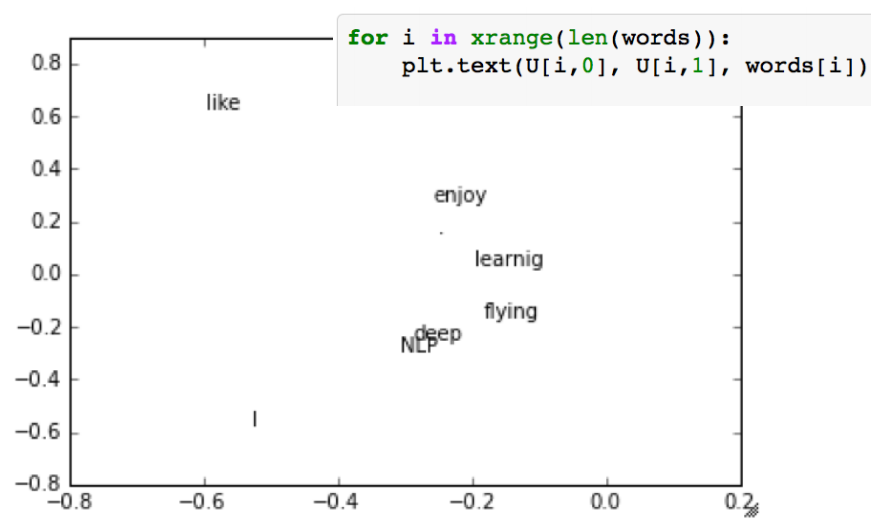 for i in xrange(len(words)):
plt.text(U[i,0], U[i,1], words[i])
0.8
like
0.6
0.4
enjoy
0.2
.
learnig
0.0
flying
−0.2
deep
NLP
−0.4
I
−0.6
−0.8
−0.8 −0.6 −0.4 −0.2 0.0 0.2